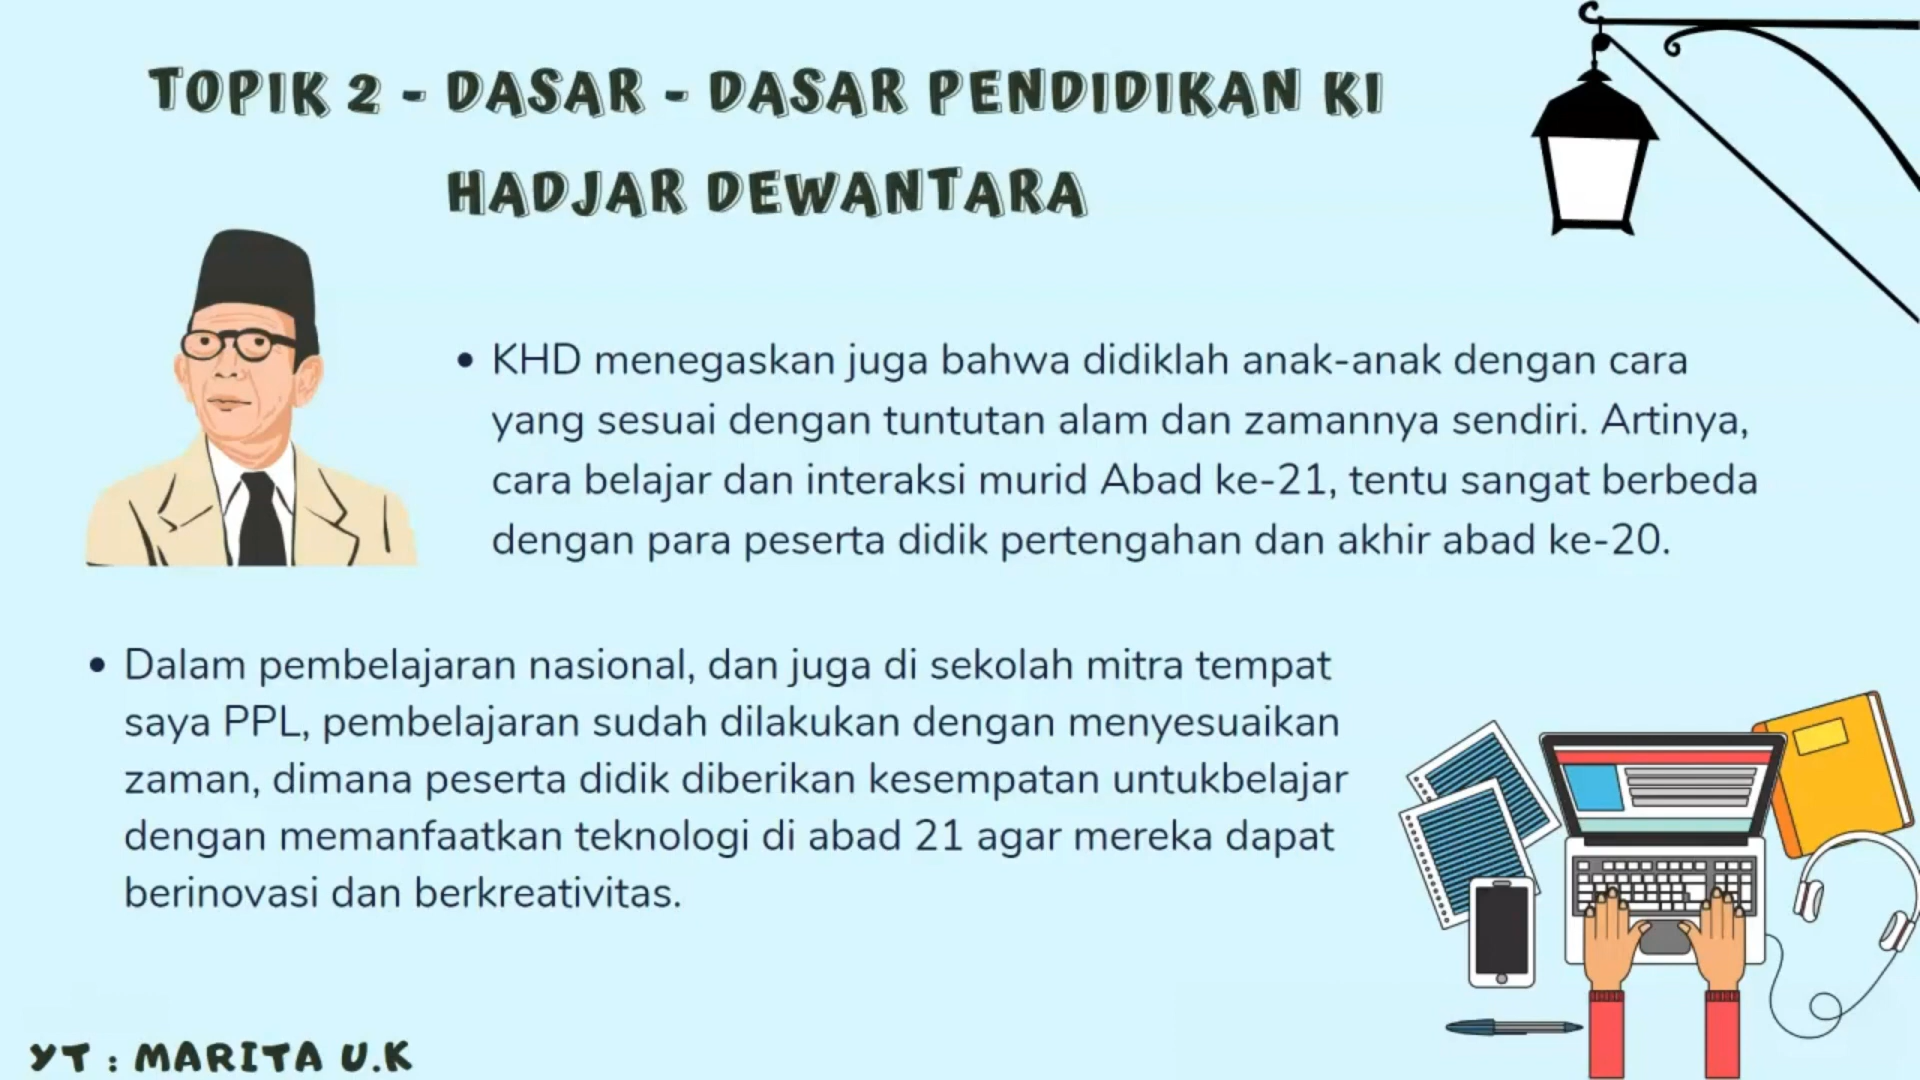 TOPIK 2 - DASAR - DASAR PENDIDIKAN KI
HADJAR DEWANTARA
• KHD menegaskan juga bahwa didiklah anak-anak dengan cara
yang sesuai dengan tuntutan alam dan zamannya sendiri. Artinya,
cara belajar dan interaksi murid Abad ke-21, tentu sangat berbeda
dengan para peserta didik pertengahan dan akhir abad ke-20.
• Dalam pembelajaran nasional, dan juga di sekolah mitra tempat
saya PPL, pembelajaran sudah dilakukan dengan menyesuaikan
zaman, dimana peserta didik diberikan kesempatan untukbelajar
dengan memanfaatkan teknologi di abad 21 agar mereka dapat
berinovasi dan berkreativitas.
YT : MARITA U.K